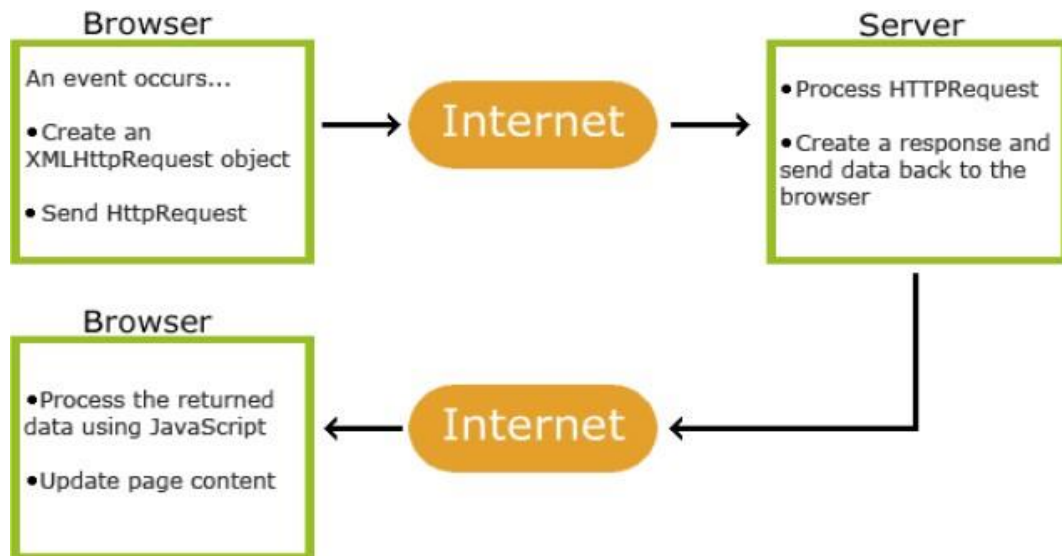 Browser
An event occurs...
•Create an
XMLHttpRequest object
•Send HttpRequest
Internet
Server
•Process HTTPRequest
•Create a response and
send data back to the
browser
Browser
•Process the returned
data using JavaScript
•Update page content
Internet